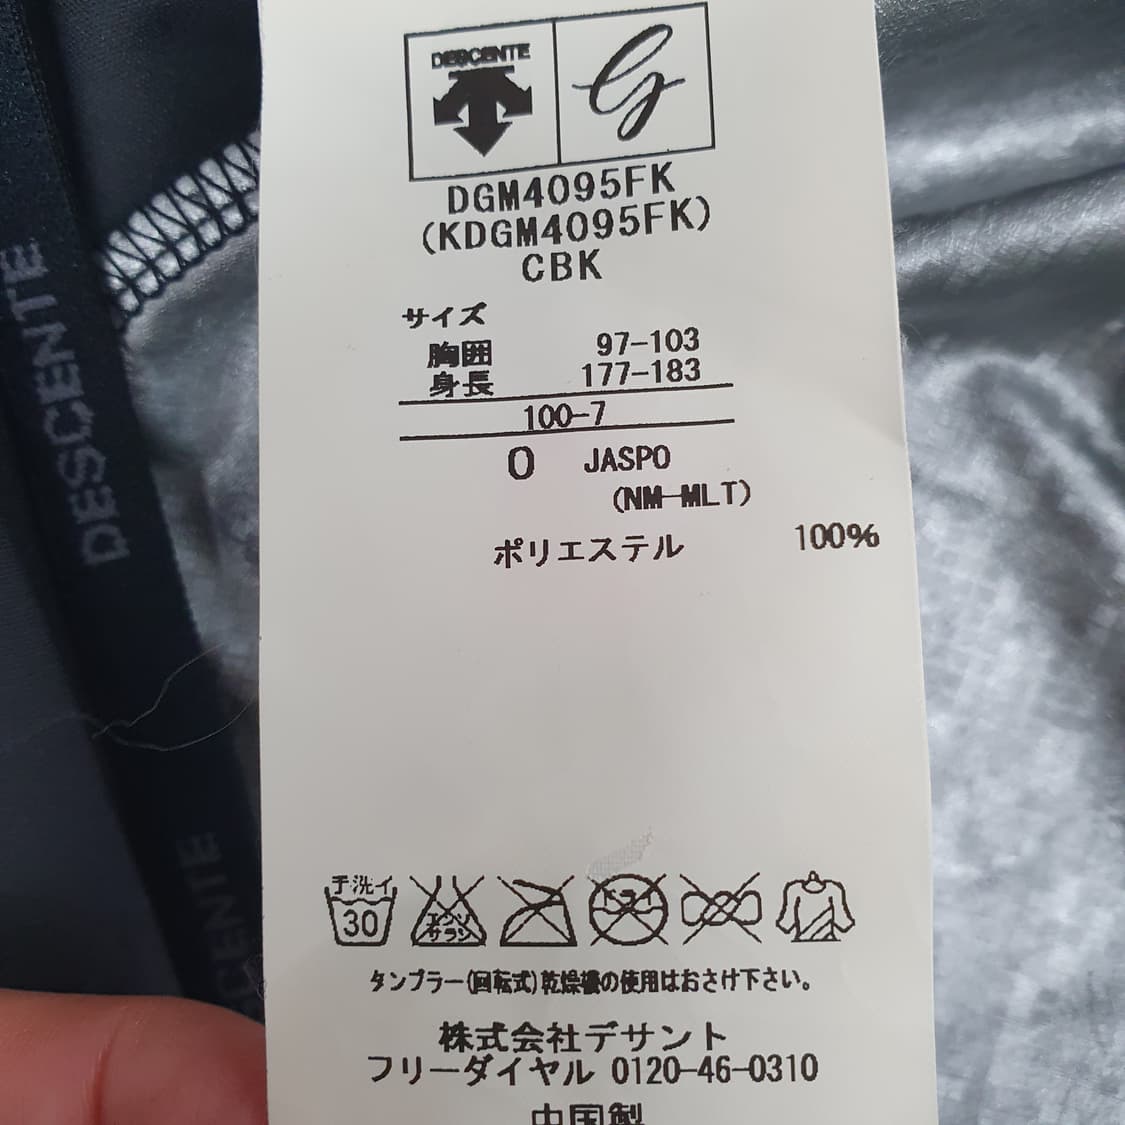 DESCENTE
G
DGM4095FK
(KDGM4095FK)
CBK
サイズ
胸囲 97-103
身長 177-183
100-7
O JASPO
(NM-MLT)
ポリエステル 100%
手洗イ
30
エンソ
サラシ
ドライ
タンブラー(回転式)乾燥機の使用はおさけ下さい。
株式会社デサント
フリーダイヤル 0120-46-0310
中国製
DESCENTE
DESCENTE